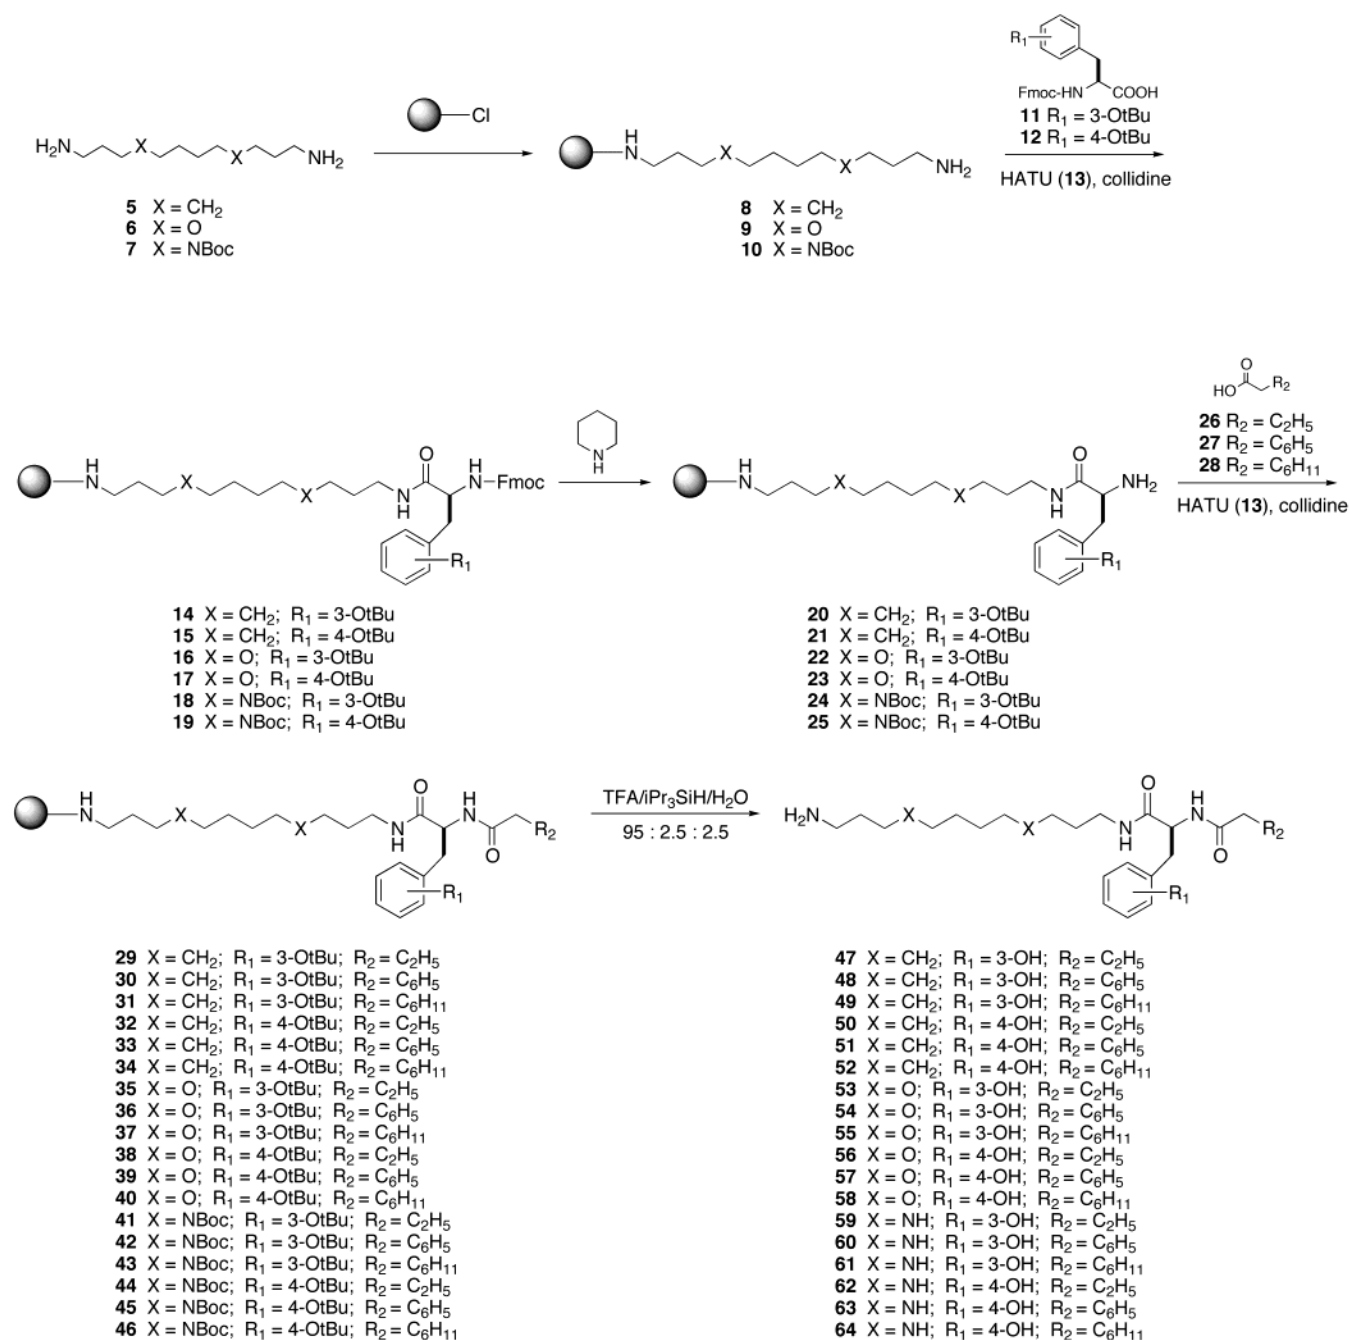 R₁
Fmoc-HN COOH
11 R₁ = 3-OtBu
12 R₁ = 4-OtBu
HATU (13), collidine
Cl
H₂N X X NH₂
5 X = CH₂
6 X = O
7 X = NBoc
H
N X X NH₂
8 X = CH₂
9 X = O
10 X = NBoc
O
HO R₂
26 R₂ = C₂H₅
27 R₂ = C₆H₅
28 R₂ = C₆H₁₁
HATU (13), collidine
H O H
N X X N N-Fmoc
H
R₁
N
H
H O
N X X N NH₂
H
R₁
14 X = CH₂; R₁ = 3-OtBu
15 X = CH₂; R₁ = 4-OtBu
16 X = O; R₁ = 3-OtBu
17 X = O; R₁ = 4-OtBu
18 X = NBoc; R₁ = 3-OtBu
19 X = NBoc; R₁ = 4-OtBu
20 X = CH₂; R₁ = 3-OtBu
21 X = CH₂; R₁ = 4-OtBu
22 X = O; R₁ = 3-OtBu
23 X = O; R₁ = 4-OtBu
24 X = NBoc; R₁ = 3-OtBu
25 X = NBoc; R₁ = 4-OtBu
H O H
N X X N N R₂
H O
R₁
TFA/iPr₃SiH/H₂O
95 : 2.5 : 2.5
O H
H₂N X X N N R₂
H O
R₁
29 X = CH₂; R₁ = 3-OtBu; R₂ = C₂H₅
30 X = CH₂; R₁ = 3-OtBu; R₂ = C₆H₅
31 X = CH₂; R₁ = 3-OtBu; R₂ = C₆H₁₁
32 X = CH₂; R₁ = 4-OtBu; R₂ = C₂H₅
33 X = CH₂; R₁ = 4-OtBu; R₂ = C₆H₅
34 X = CH₂; R₁ = 4-OtBu; R₂ = C₆H₁₁
35 X = O; R₁ = 3-OtBu; R₂ = C₂H₅
36 X = O; R₁ = 3-OtBu; R₂ = C₆H₅
37 X = O; R₁ = 3-OtBu; R₂ = C₆H₁₁
38 X = O; R₁ = 4-OtBu; R₂ = C₂H₅
39 X = O; R₁ = 4-OtBu; R₂ = C₆H₅
40 X = O; R₁ = 4-OtBu; R₂ = C₆H₁₁
41 X = NBoc; R₁ = 3-OtBu; R₂ = C₂H₅
42 X = NBoc; R₁ = 3-OtBu; R₂ = C₆H₅
43 X = NBoc; R₁ = 3-OtBu; R₂ = C₆H₁₁
44 X = NBoc; R₁ = 4-OtBu; R₂ = C₂H₅
45 X = NBoc; R₁ = 4-OtBu; R₂ = C₆H₅
46 X = NBoc; R₁ = 4-OtBu; R₂ = C₆H₁₁
47 X = CH₂; R₁ = 3-OH; R₂ = C₂H₅
48 X = CH₂; R₁ = 3-OH; R₂ = C₆H₅
49 X = CH₂; R₁ = 3-OH; R₂ = C₆H₁₁
50 X = CH₂; R₁ = 4-OH; R₂ = C₂H₅
51 X = CH₂; R₁ = 4-OH; R₂ = C₆H₅
52 X = CH₂; R₁ = 4-OH; R₂ = C₆H₁₁
53 X = O; R₁ = 3-OH; R₂ = C₂H₅
54 X = O; R₁ = 3-OH; R₂ = C₆H₅
55 X = O; R₁ = 3-OH; R₂ = C₆H₁₁
56 X = O; R₁ = 4-OH; R₂ = C₂H₅
57 X = O; R₁ = 4-OH; R₂ = C₆H₅
58 X = O; R₁ = 4-OH; R₂ = C₆H₁₁
59 X = NH; R₁ = 3-OH; R₂ = C₂H₅
60 X = NH; R₁ = 3-OH; R₂ = C₆H₅
61 X = NH; R₁ = 3-OH; R₂ = C₆H₁₁
62 X = NH; R₁ = 4-OH; R₂ = C₂H₅
63 X = NH; R₁ = 4-OH; R₂ = C₆H₅
64 X = NH; R₁ = 4-OH; R₂ = C₆H₁₁